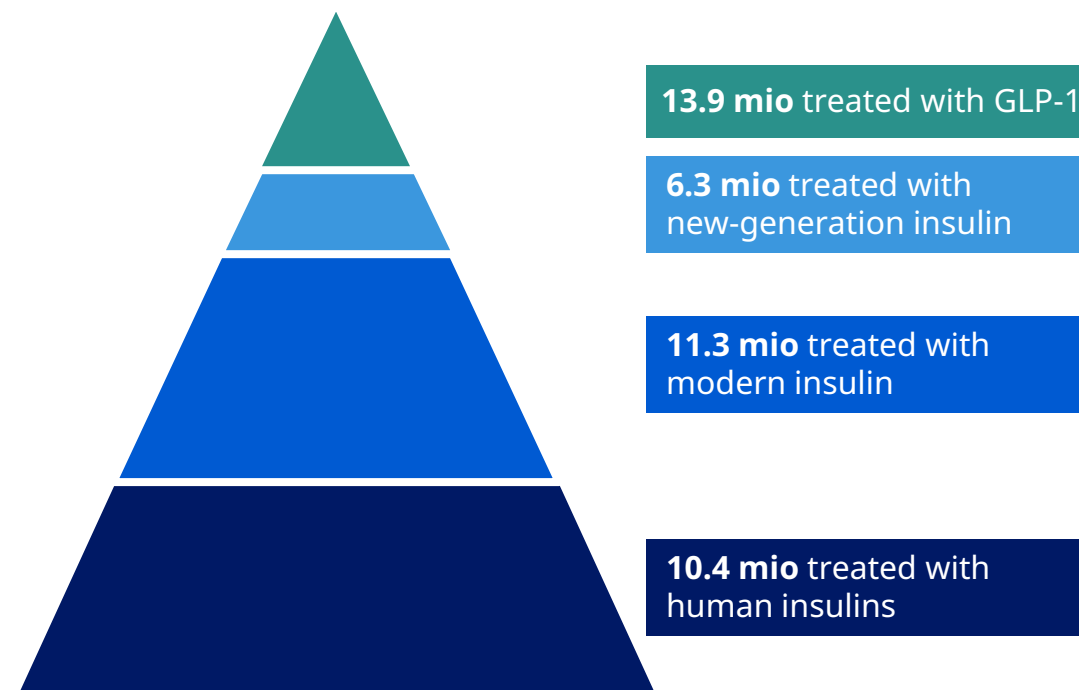 13.9 mio treated with GLP-1
6.3 mio treated with
new-generation insulin
11.3 mio treated with
modern insulin
10.4 mio treated with
human insulins